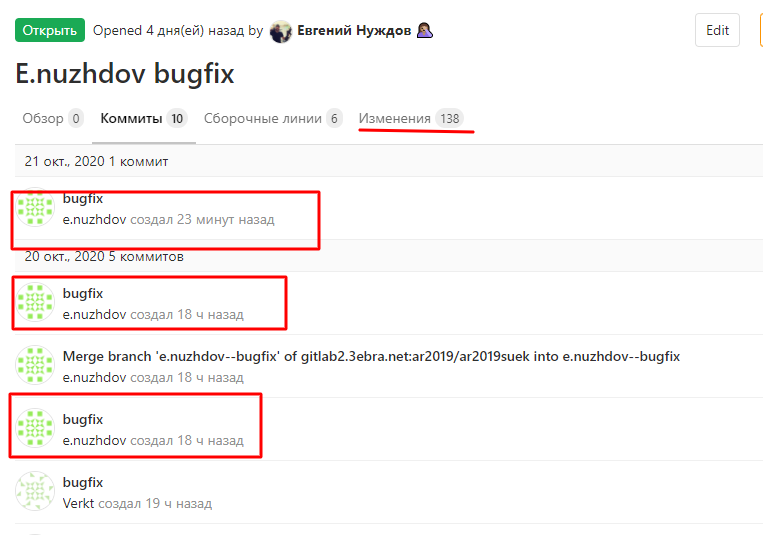 Открыть Opened 4 дня(ей) назад by Евгений Нуждов Edit
E.nuzhdov bugfix
Обзор 0 Коммиты 10 Сборочные линии 6 Изменения 138
21 окт., 2020 1 коммит
bugfix
e.nuzhdov создал 23 минут назад
20 окт., 2020 5 коммитов
bugfix
e.nuzhdov создал 18 ч назад
Merge branch 'e.nuzhdov--bugfix' of gitlab2.3ebra.net:ar2019/ar2019suek into e.nuzhdov--bugfix
e.nuzhdov создал 18 ч назад
bugfix
e.nuzhdov создал 18 ч назад
bugfix
Verkt создал 19 ч назад